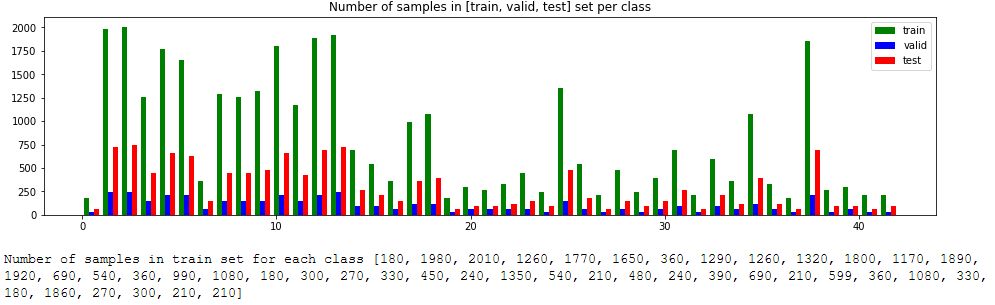 Number of samples in [train, valid, test] set per class
2000
1750
1500
1250
1000
750
500
250
0
0 10 20 30 40
train
valid
test
Number of samples in train set for each class [180, 1980, 2010, 1260, 1770, 1650, 360, 1290, 1260, 1320, 1800, 1170, 1890,
1920, 690, 540, 360, 990, 1080, 180, 300, 270, 330, 450, 240, 1350, 540, 210, 480, 240, 390, 690, 210, 599, 360, 1080, 330,
180, 1860, 270, 300, 210, 210]